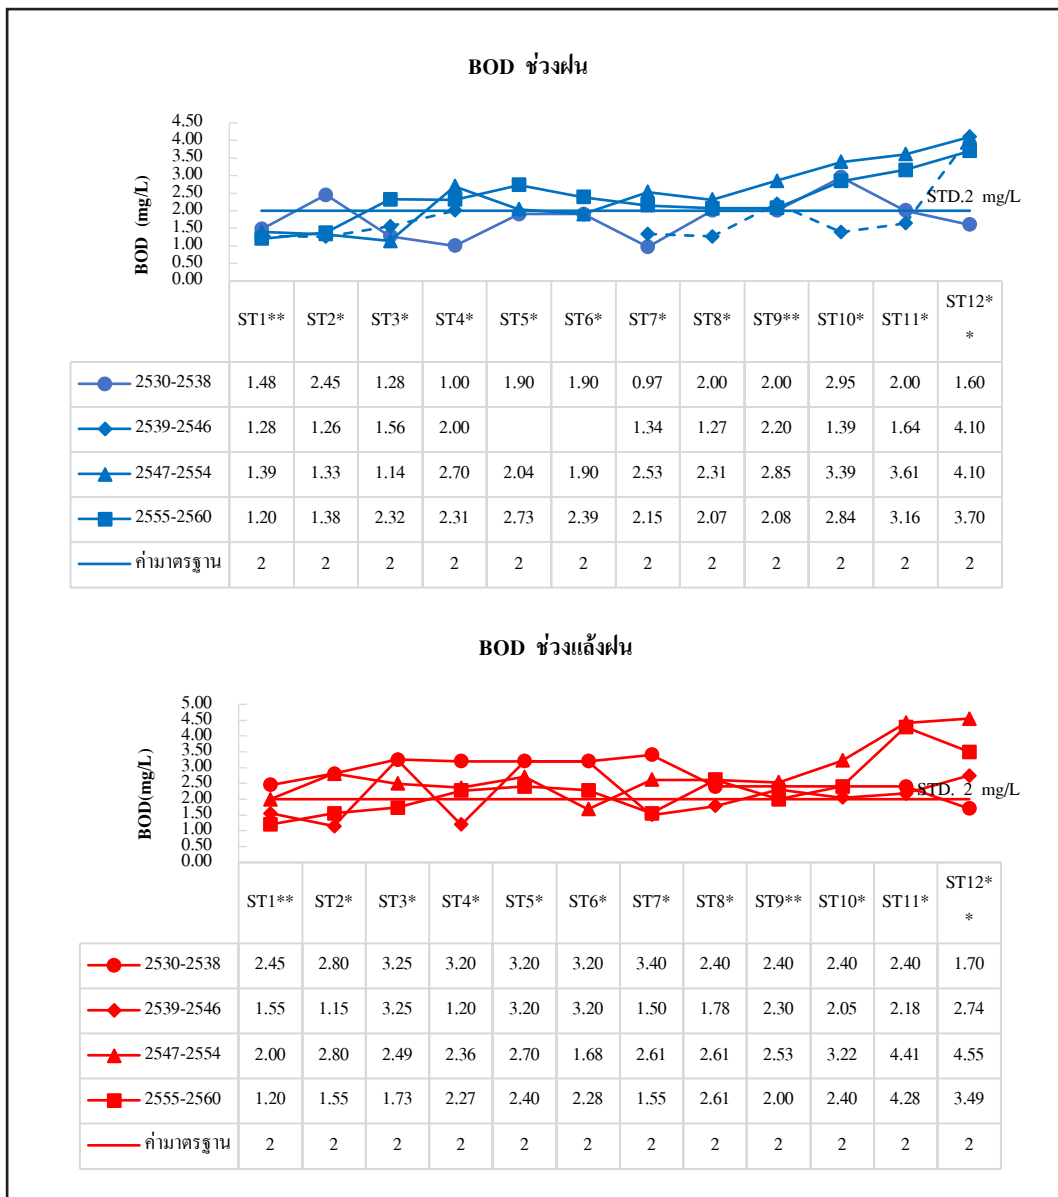 BOD ช่วงฝน
BOD (mg/L)
4.50
4.00
3.50
3.00
2.50
2.00
1.50
1.00
0.50
0.00
STD.2 mg/L
ST1** ST2* ST3* ST4* ST5* ST6* ST7* ST8* ST9** ST10* ST11* ST12*
*
2530-2538 1.48 2.45 1.28 1.00 1.90 1.90 0.97 2.00 2.00 2.95 2.00 1.60
2539-2546 1.28 1.26 1.56 2.00 1.34 1.27 2.20 1.39 1.64 4.10
2547-2554 1.39 1.33 1.14 2.70 2.04 1.90 2.53 2.31 2.85 3.39 3.61 4.10
2555-2560 1.20 1.38 2.32 2.31 2.73 2.39 2.15 2.07 2.08 2.84 3.16 3.70
ค่ามาตรฐาน 2 2 2 2 2 2 2 2 2 2 2 2
BOD ช่วงแล้งฝน
BOD(mg/L)
5.00
4.50
4.00
3.50
3.00
2.50
2.00
1.50
1.00
0.50
0.00
STD. 2 mg/L
ST1** ST2* ST3* ST4* ST5* ST6* ST7* ST8* ST9** ST10* ST11* ST12*
*
2530-2538 2.45 2.80 3.25 3.20 3.20 3.20 3.40 2.40 2.40 2.40 2.40 1.70
2539-2546 1.55 1.15 3.25 1.20 3.20 3.20 1.50 1.78 2.30 2.05 2.18 2.74
2547-2554 2.00 2.80 2.49 2.36 2.70 1.68 2.61 2.61 2.53 3.22 4.41 4.55
2555-2560 1.20 1.55 1.73 2.27 2.40 2.28 1.55 2.61 2.00 2.40 4.28 3.49
ค่ามาตรฐาน 2 2 2 2 2 2 2 2 2 2 2 2